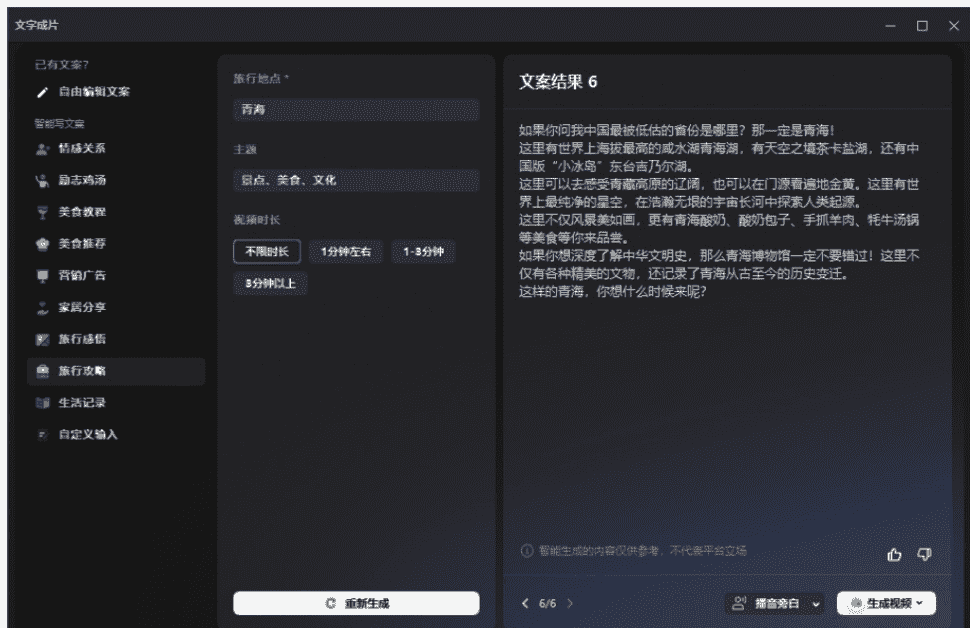 文字成片
已有文案?
自由编辑文案
智能写文案
情感关系
励志鸡汤
美食教程
美食推荐
营销广告
家居分享
旅行感悟
旅行攻略
生活记录
自定义输入
旅行地点 *
青海
主题
景点、美食、文化
视频时长
不限时长
1分钟左右
1-3分钟
3分钟以上
重新生成
文案结果 6
如果你问我中国最被低估的省份是哪里？那一定是青海！
这里有世界上海拔最高的咸水湖青海湖，有天空之境茶卡盐湖，还有中
国版“小冰岛”东台吉乃尔湖。
这里可以去感受青藏高原的辽阔，也可以在门源看遍地金黄。这里有世
界上最纯净的星空，在浩瀚无垠的宇宙长河中探索人类起源。
这里不仅风景美如画，更有青海酸奶、酸奶包子、手抓羊肉、牦牛汤锅
等美食等你来品尝。
如果你想深度了解中华文明史，那么青海博物馆一定不要错过！这里不
仅有各种精美的文物，还记录了青海从古至今的历史变迁。
这样的青海，你想什么时候来呢？
智能生成的内容仅供参考，不代表平台立场
6/6
播音旁白
生成视频